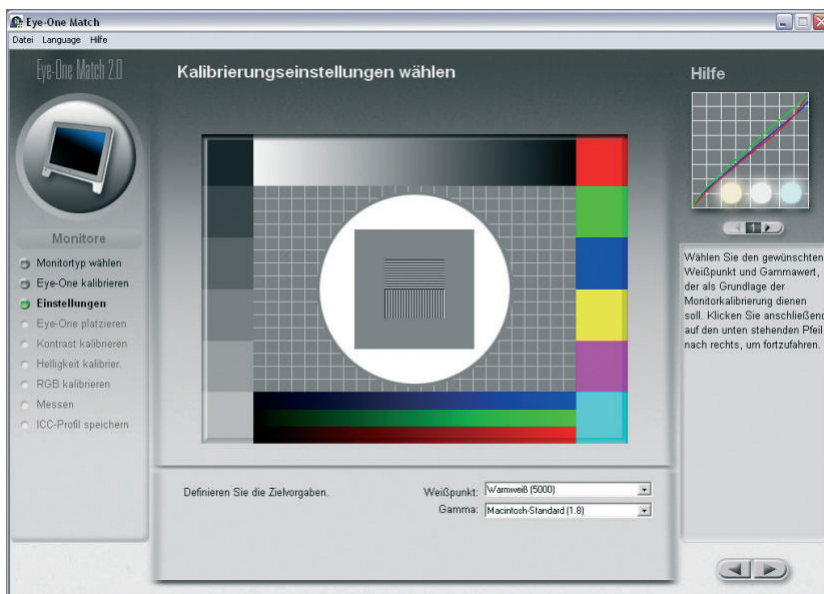 Eye-One Match
Datei Language Hilfe
Eye-One Match 2.0
Kalibrierungseinstellungen wählen
Hilfe
Monitore
Monitortyp wählen
Eye-One kalibrieren
Einstellungen
Eye-One platzieren
Kontrast kalibrieren
Helligkeit kalibrier.
RGB kalibrieren
Messen
ICC-Profil speichern
1
Wählen Sie den gewünschten
Weißpunkt und Gammawert,
der als Grundlage der
Monitorkalibrierung dienen
soll. Klicken Sie anschließend
auf den unten stehenden Pfeil
nach rechts, um fortzufahren.
Definieren Sie die Zielvorgaben.
Weißpunkt: Warmweiß (5000)
Gamma: Macintosh-Standard (1.8)